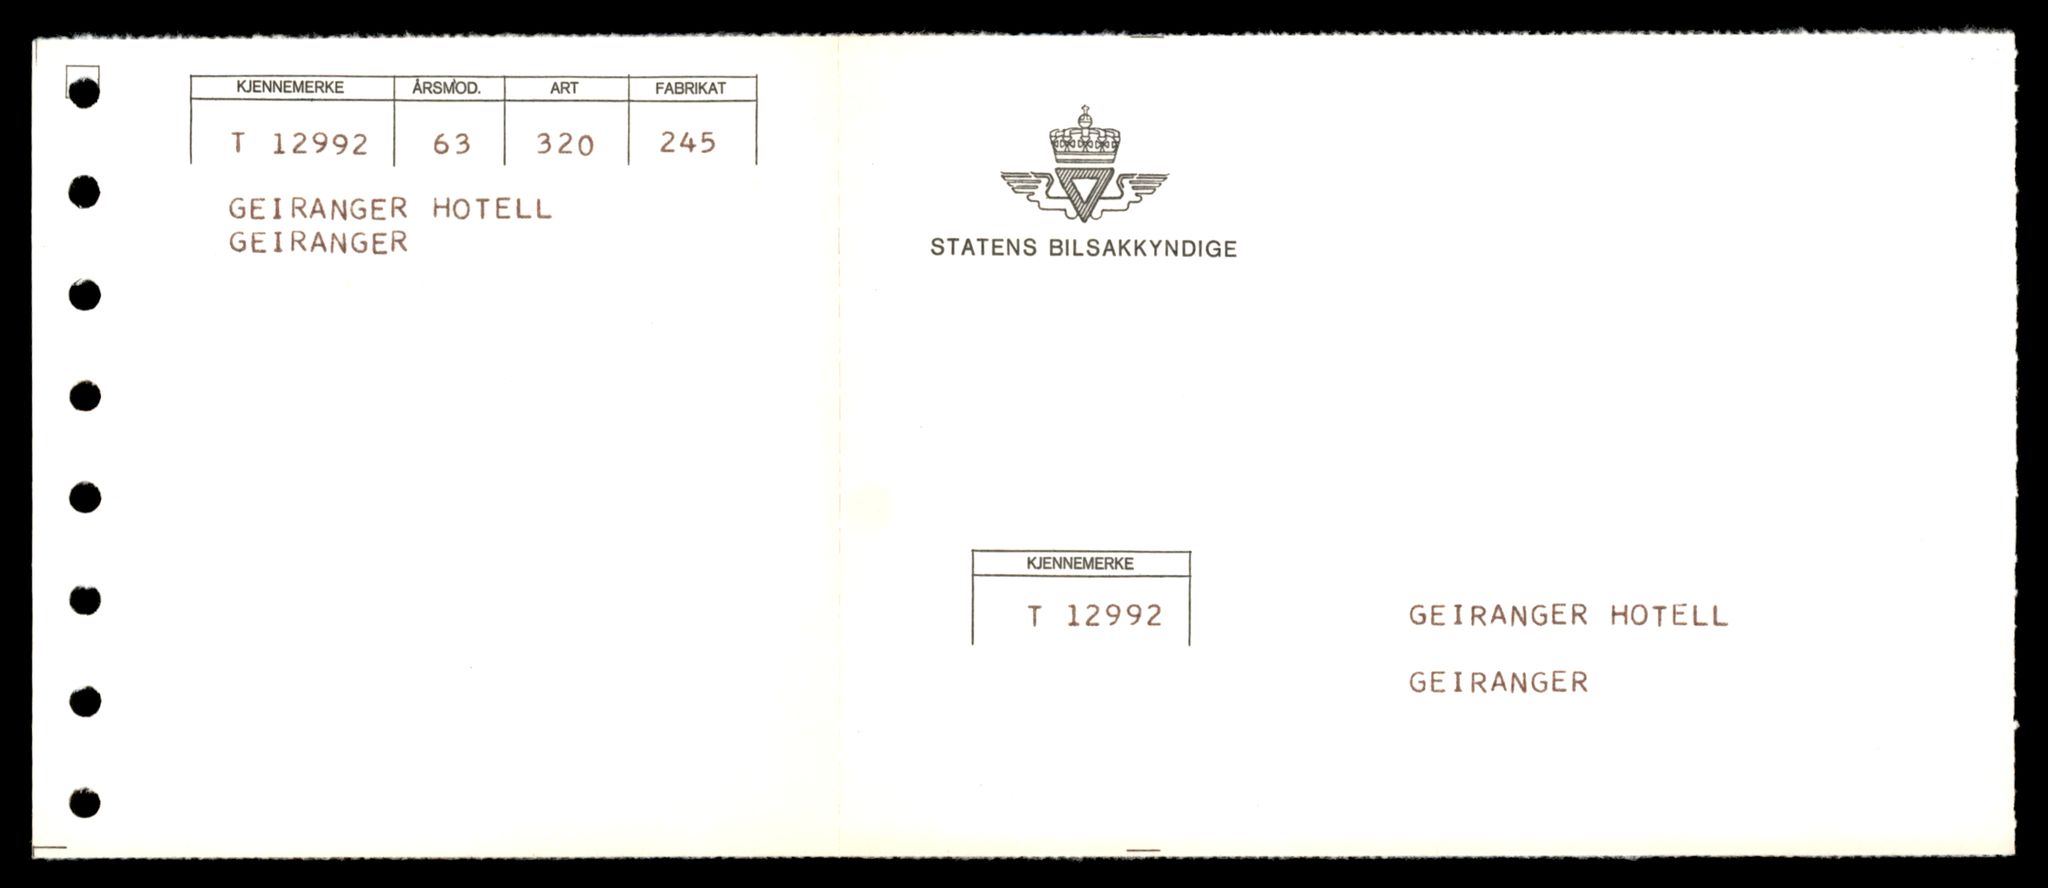 KJENNEMERKE ÅRSMOD. ART FABRIKAT
T 12992 63 320 245
GEIRANGER HOTELL
GEIRANGER
STATENS BILSAKKYNDIGE
KJENNEMERKE
T 12992
GEIRANGER HOTELL
GEIRANGER